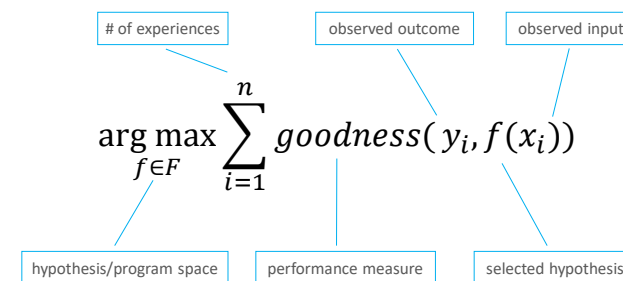 # of experiences
observed outcome
observed input
n
arg max ∑ goodness( yᵢ, f(xᵢ))
f∈F
i=1
hypothesis/program space
performance measure
selected hypothesis